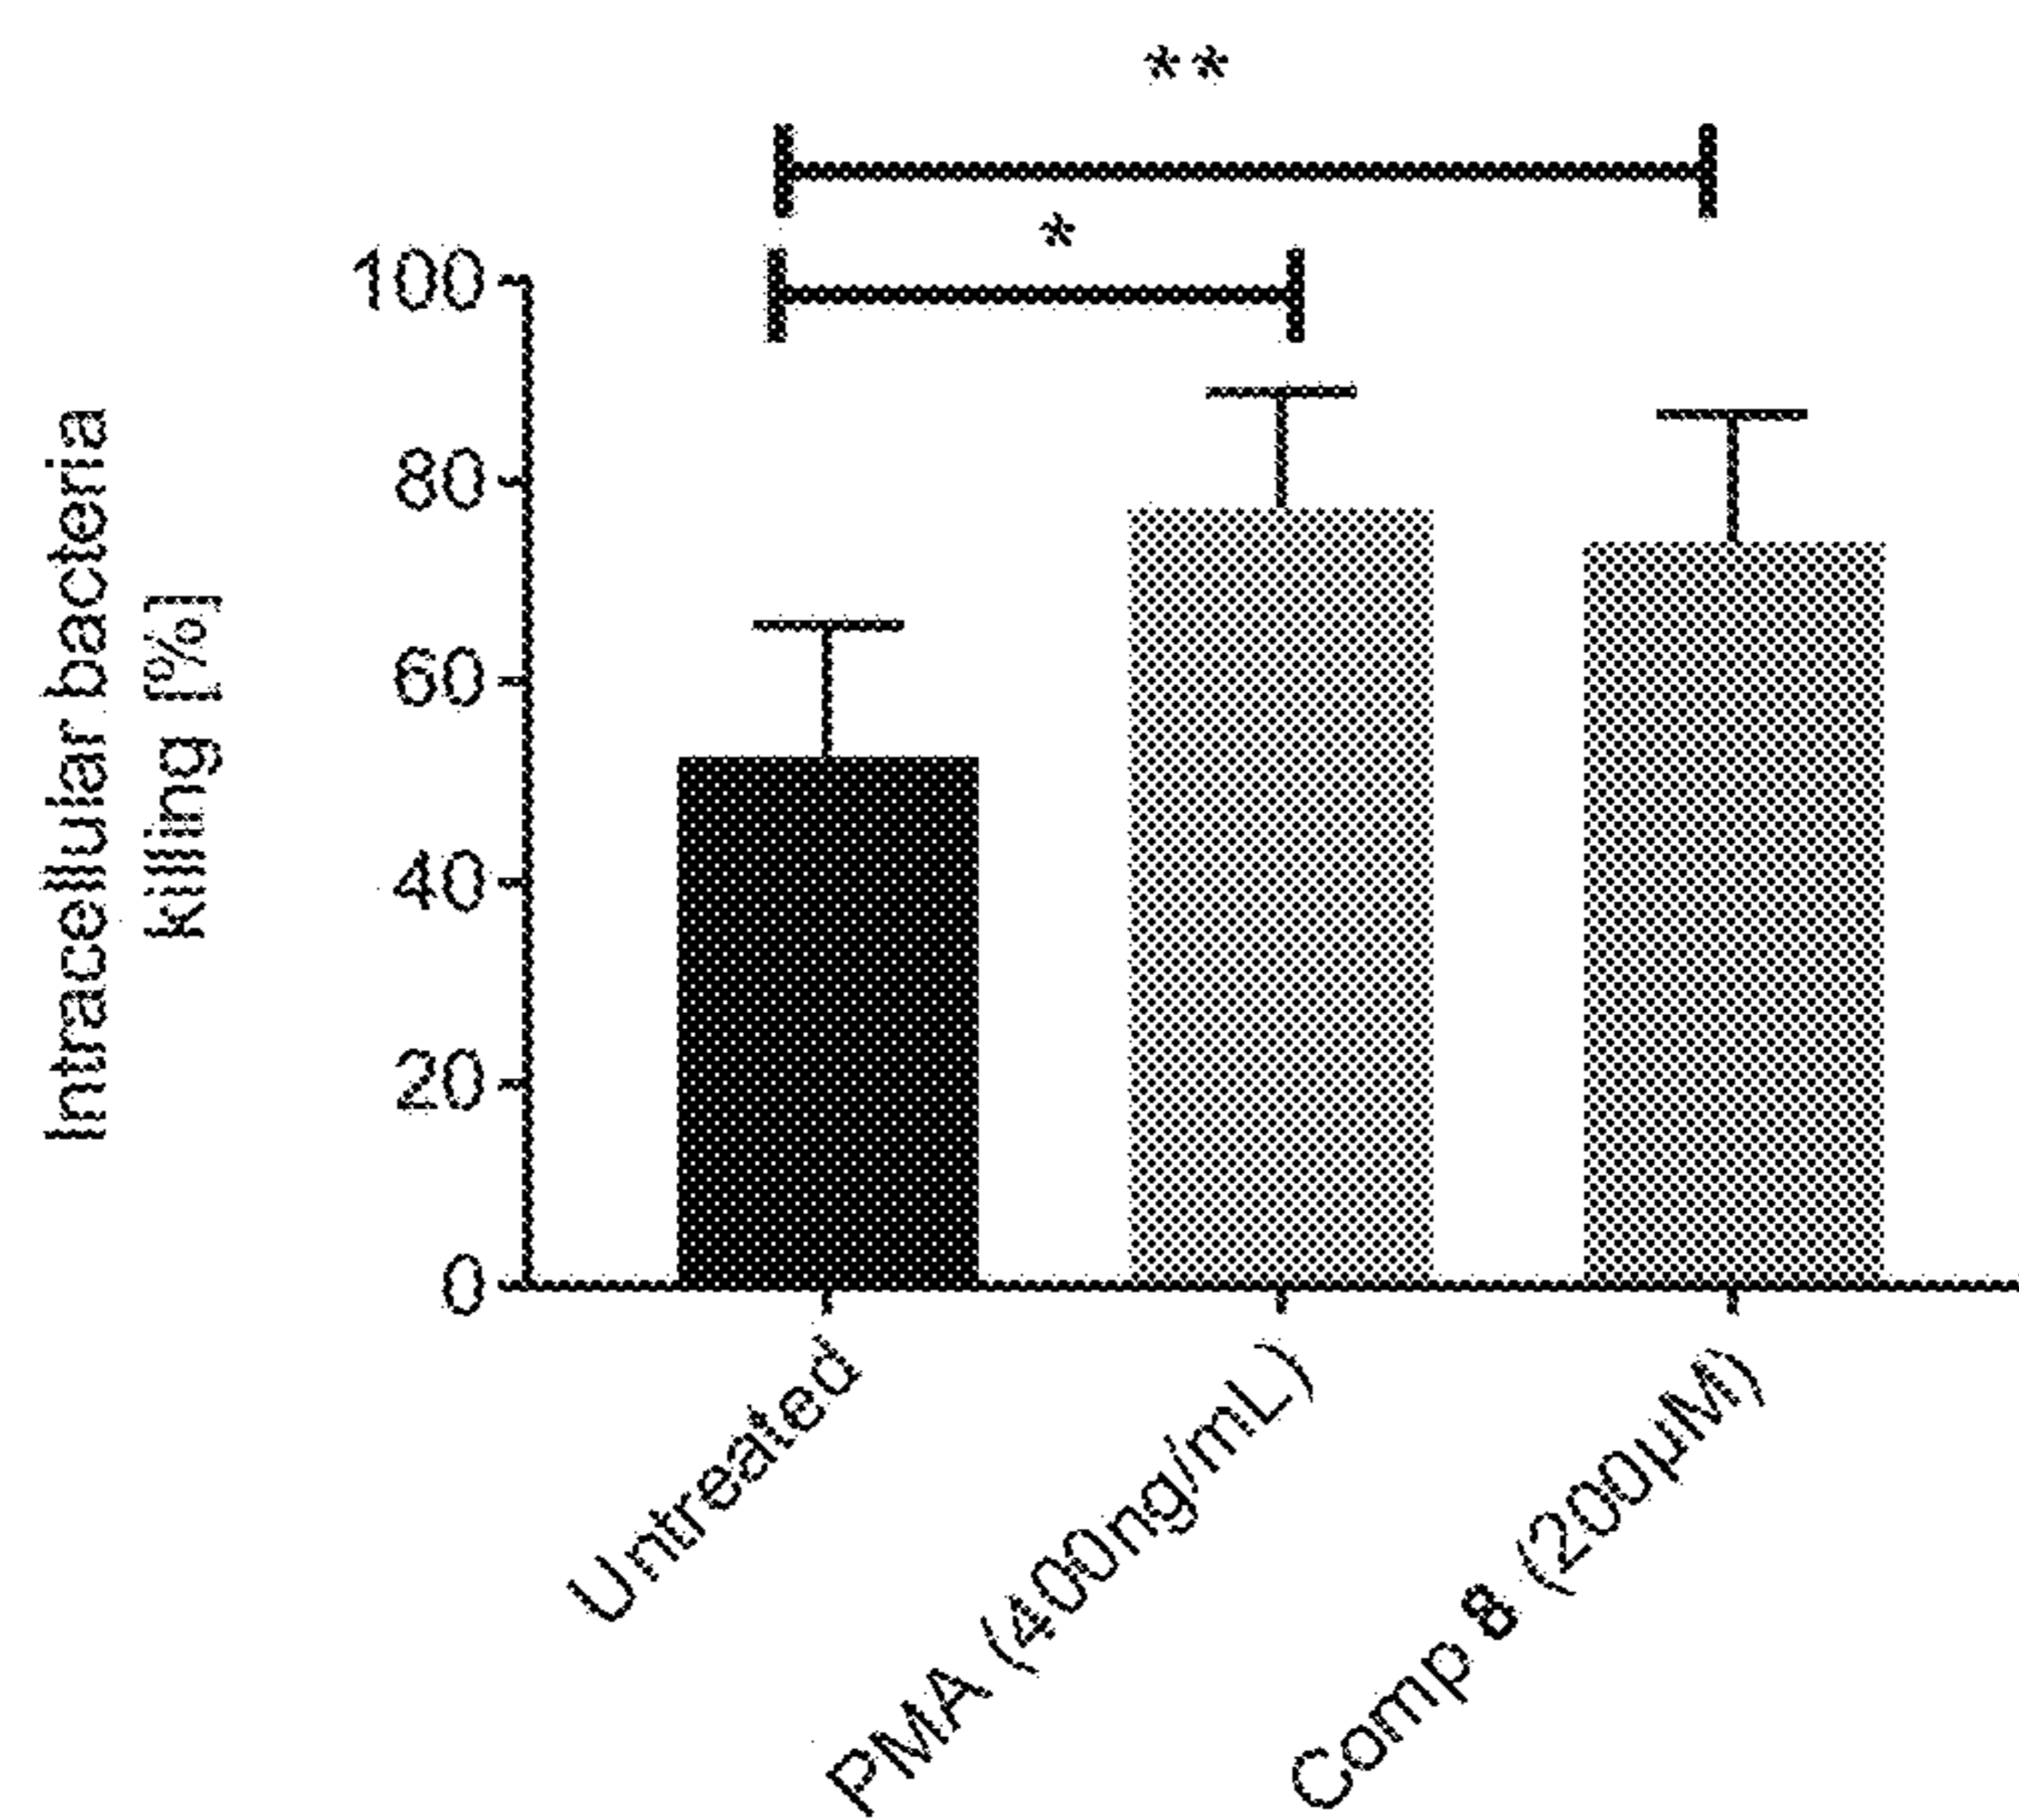 **
*
Intracellular bacteria
killing [%]
100
80
60
40
20
0
Untreated
PMA (400ng/mL)
Comp 8 (200µM)